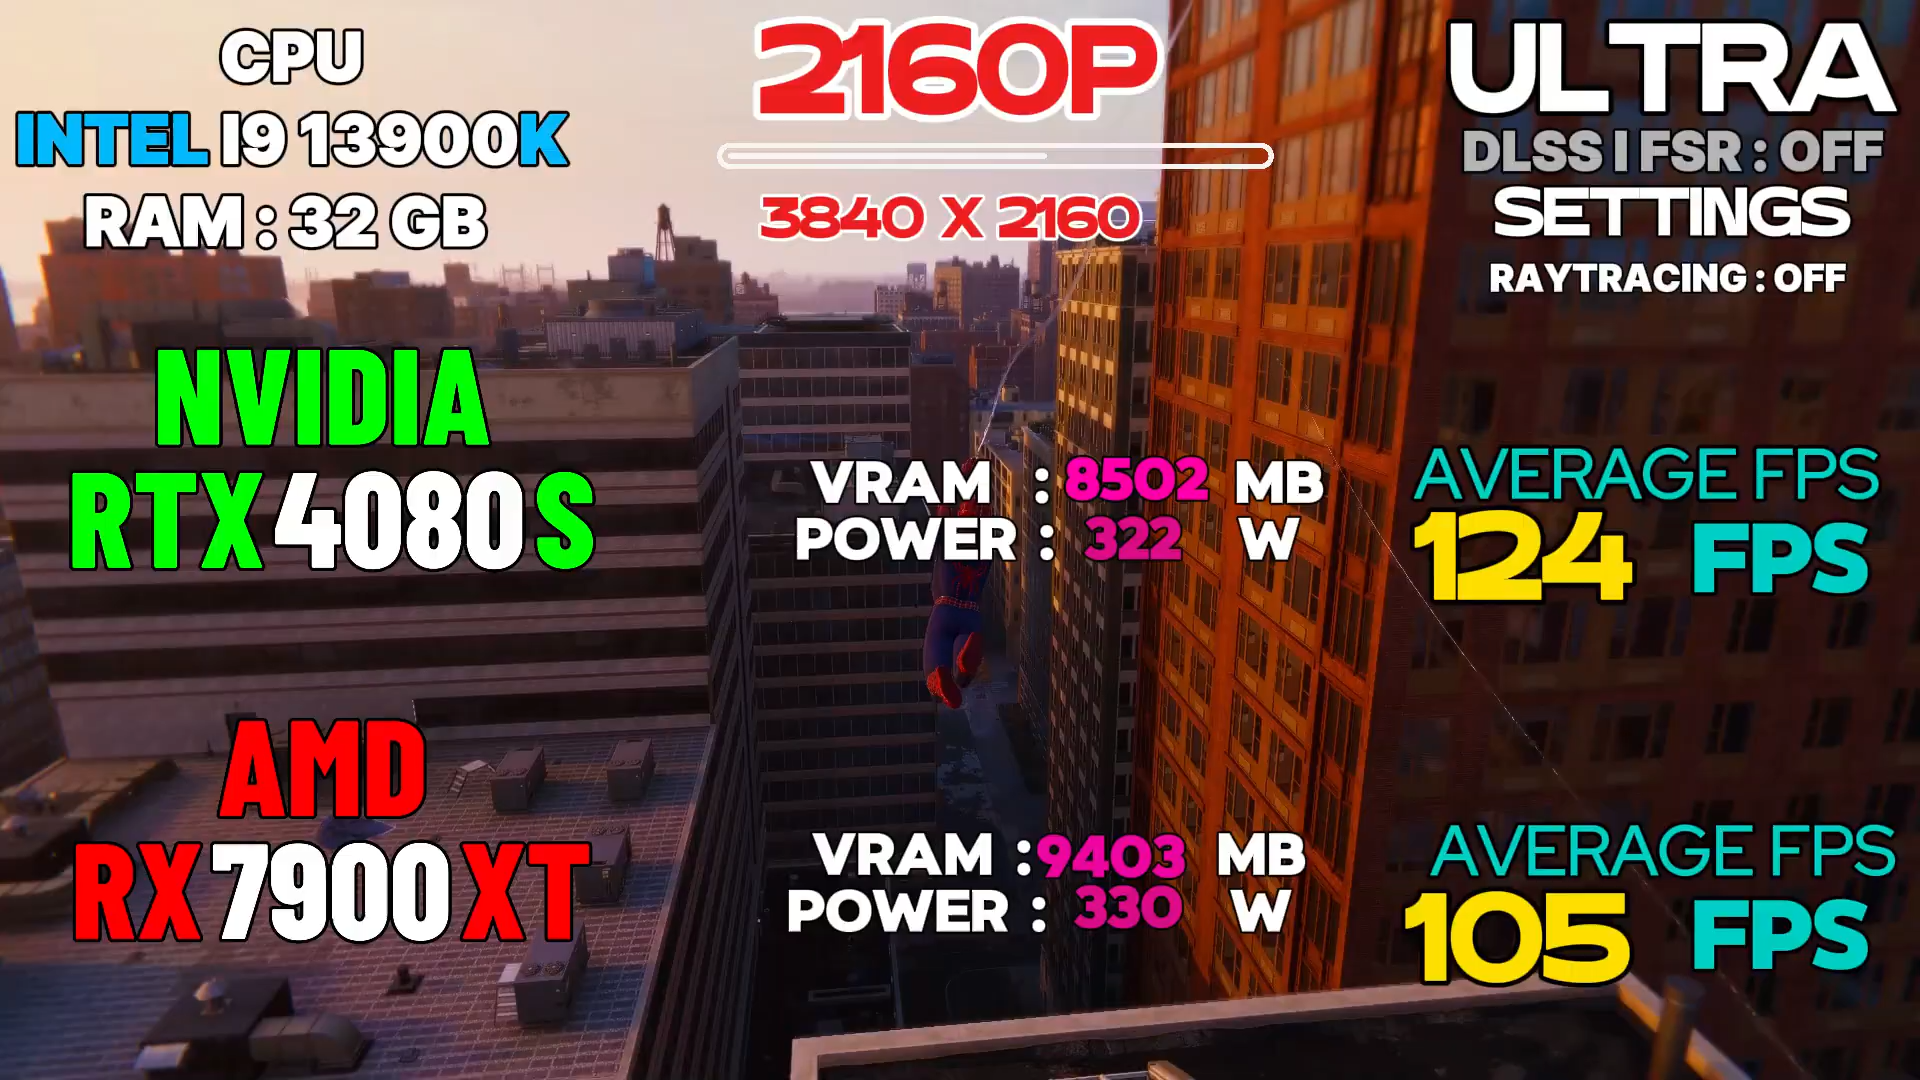 CPU
INTEL I9 13900K
RAM : 32 GB
2160P
3840 X 2160
ULTRA
DLSS | FSR : OFF
SETTINGS
RAYTRACING : OFF
NVIDIA
RTX 4080 S
VRAM : 8502 MB
POWER : 322 W
AVERAGE FPS
124 FPS
AMD
RX 7900 XT
VRAM : 9403 MB
POWER : 330 W
AVERAGE FPS
105 FPS